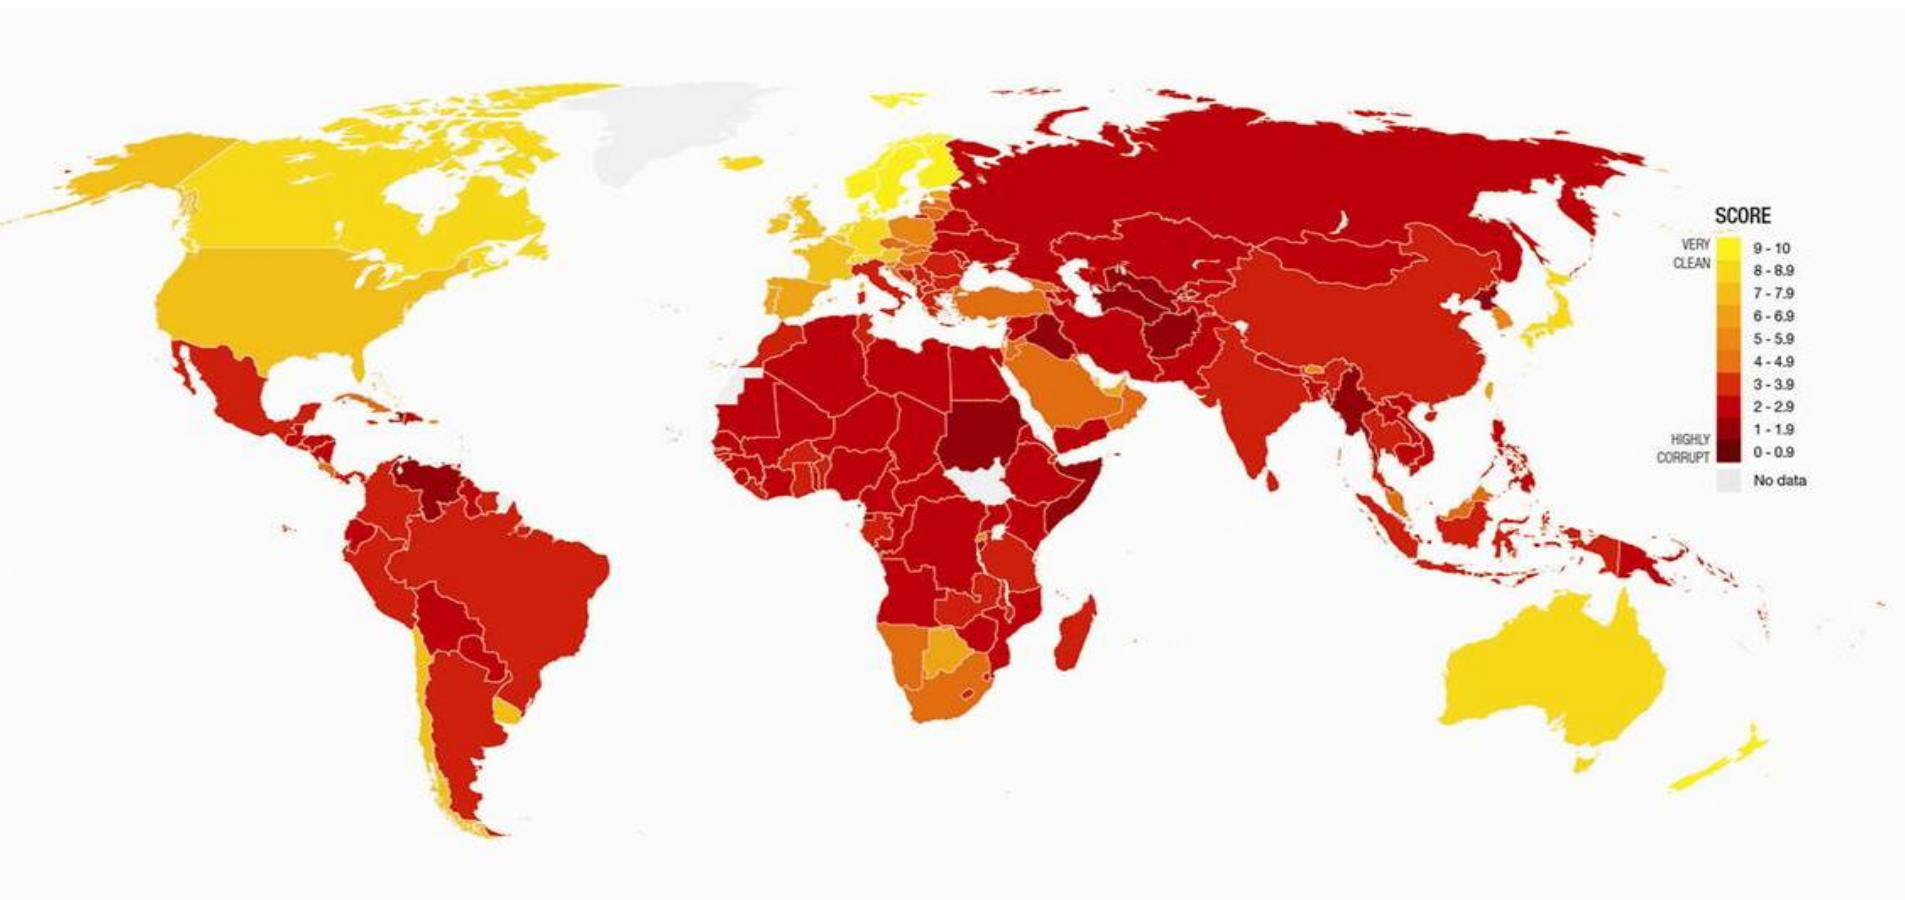 SCORE
VERY
CLEAN
9 - 10
8 - 8.9
7 - 7.9
6 - 6.9
5 - 5.9
4 - 4.9
3 - 3.9
2 - 2.9
1 - 1.9
0 - 0.9
HIGHLY
CORRUPT
No data